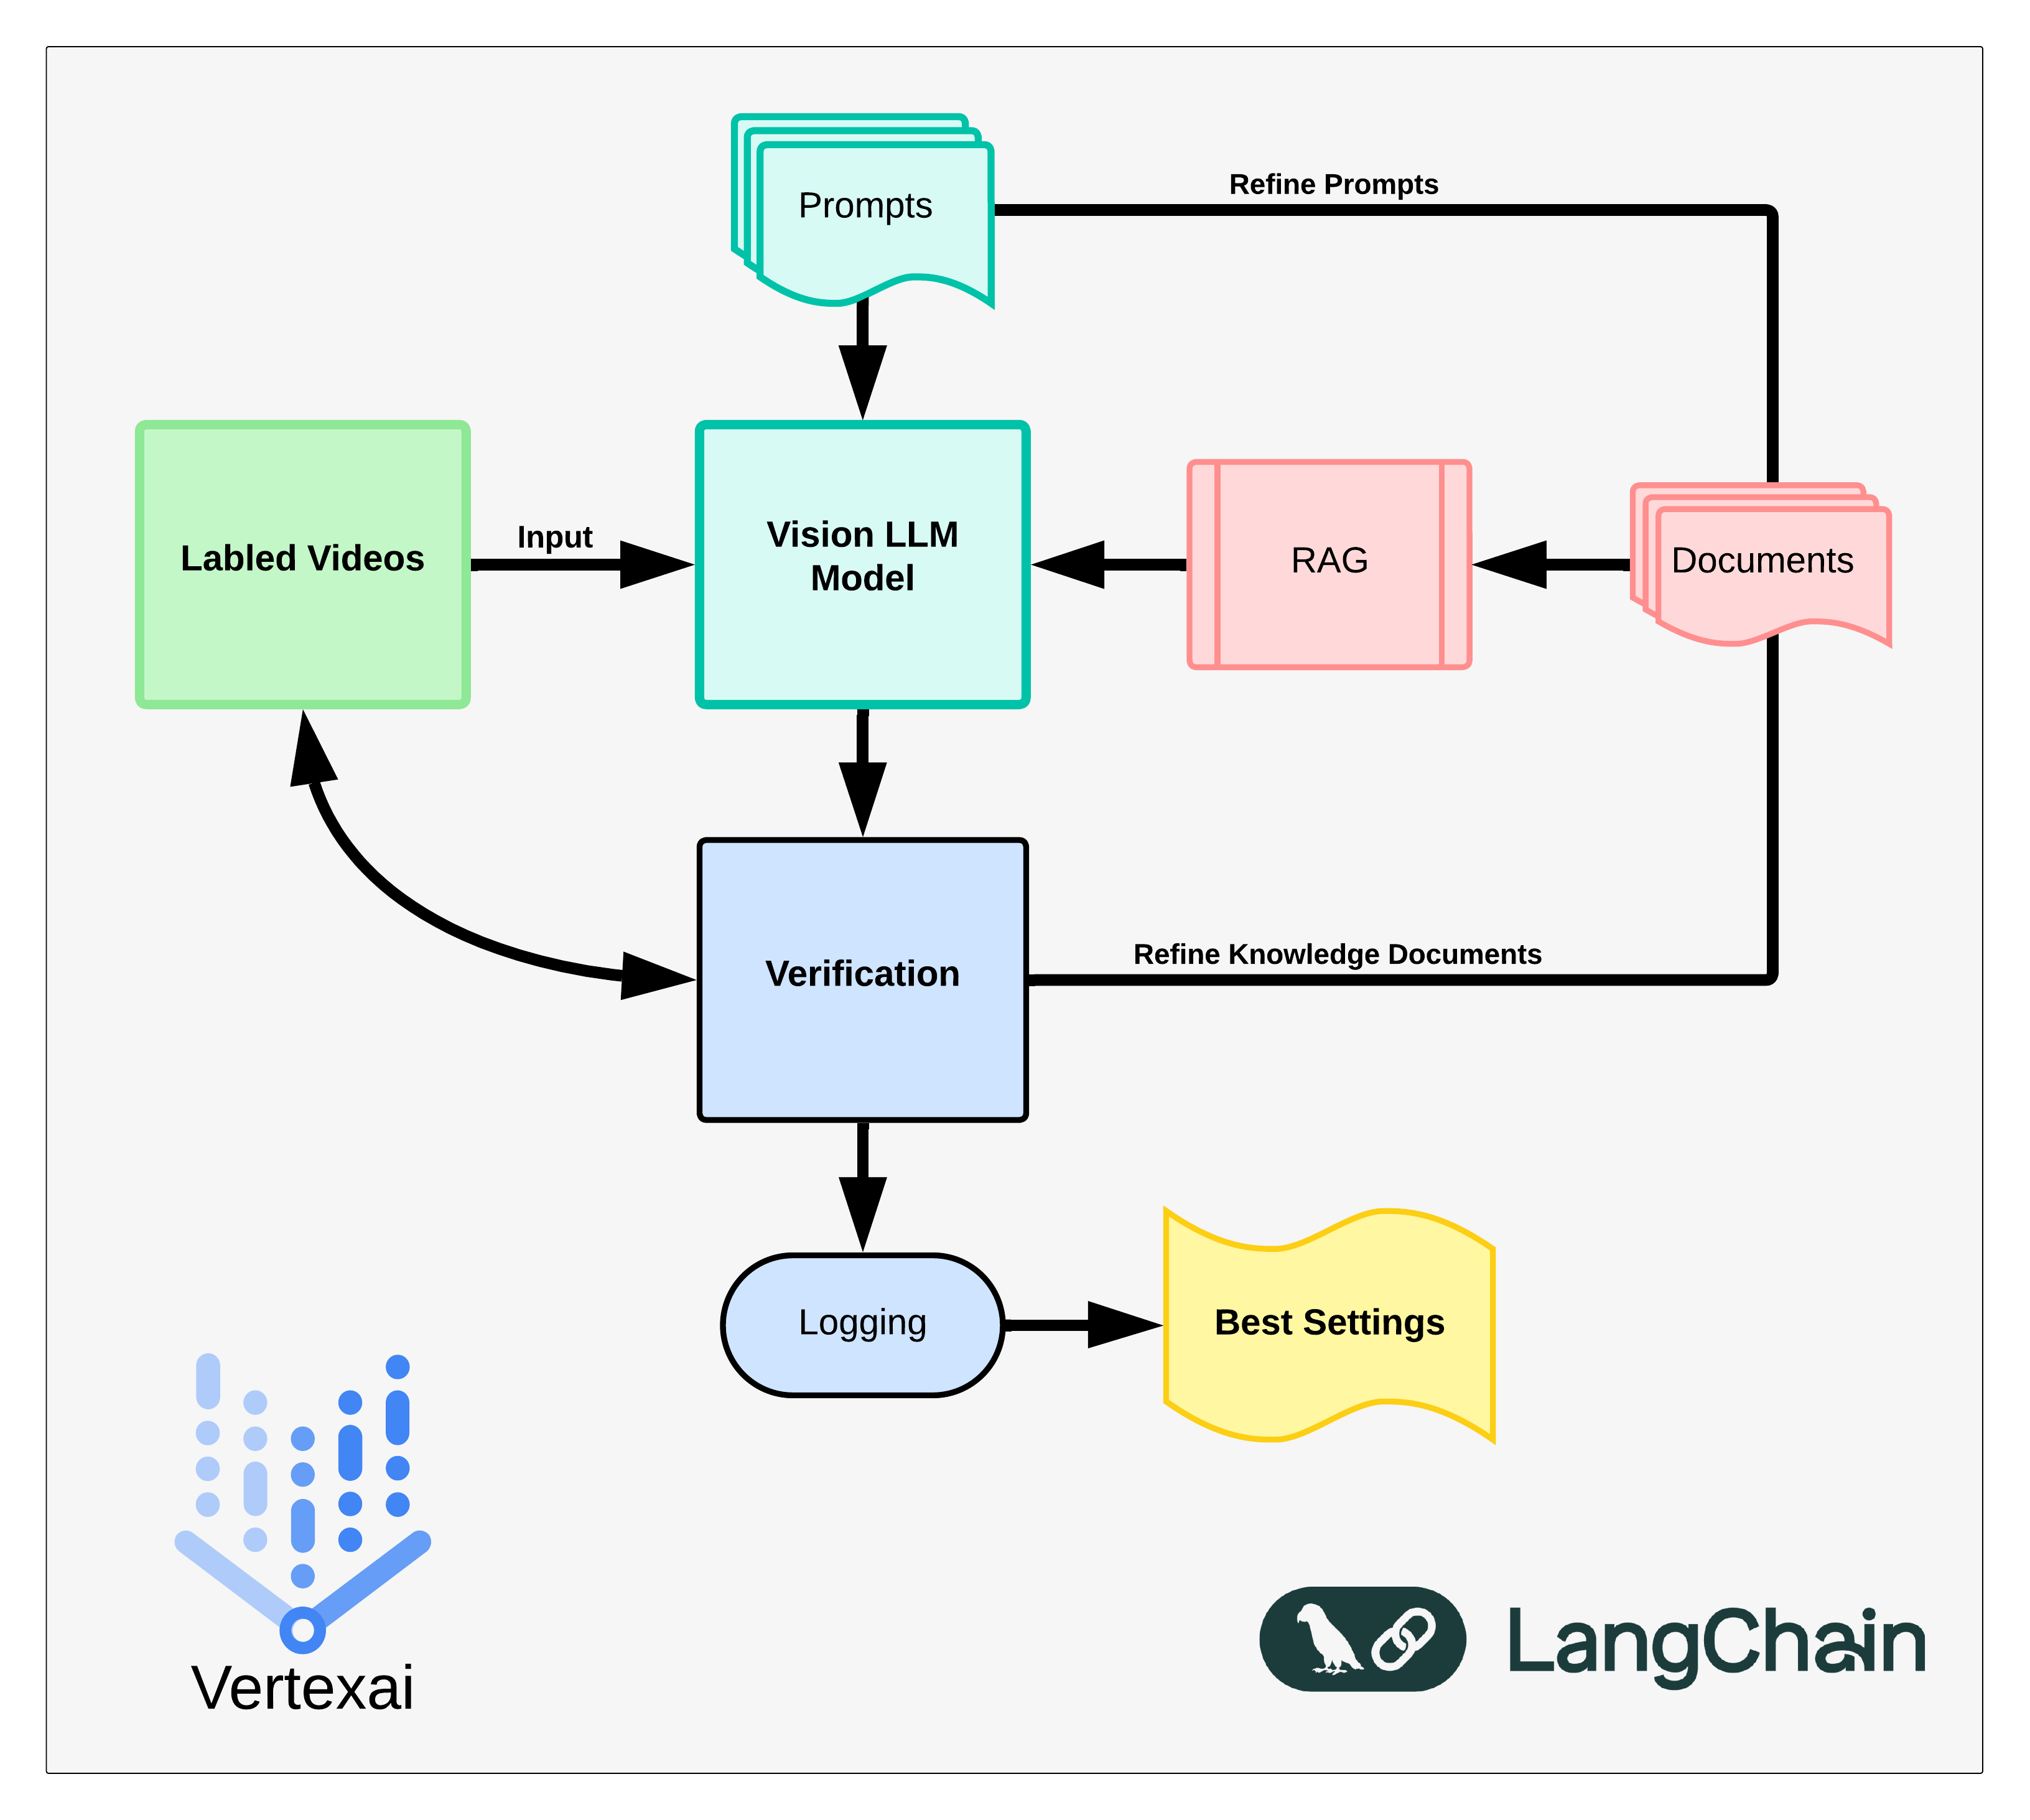 Prompts
Refine Prompts
Labled Videos
Input
Vision LLM
Model
RAG
Documents
Verification
Refine Knowledge Documents
Logging
Best Settings
Vertexai
LangChain